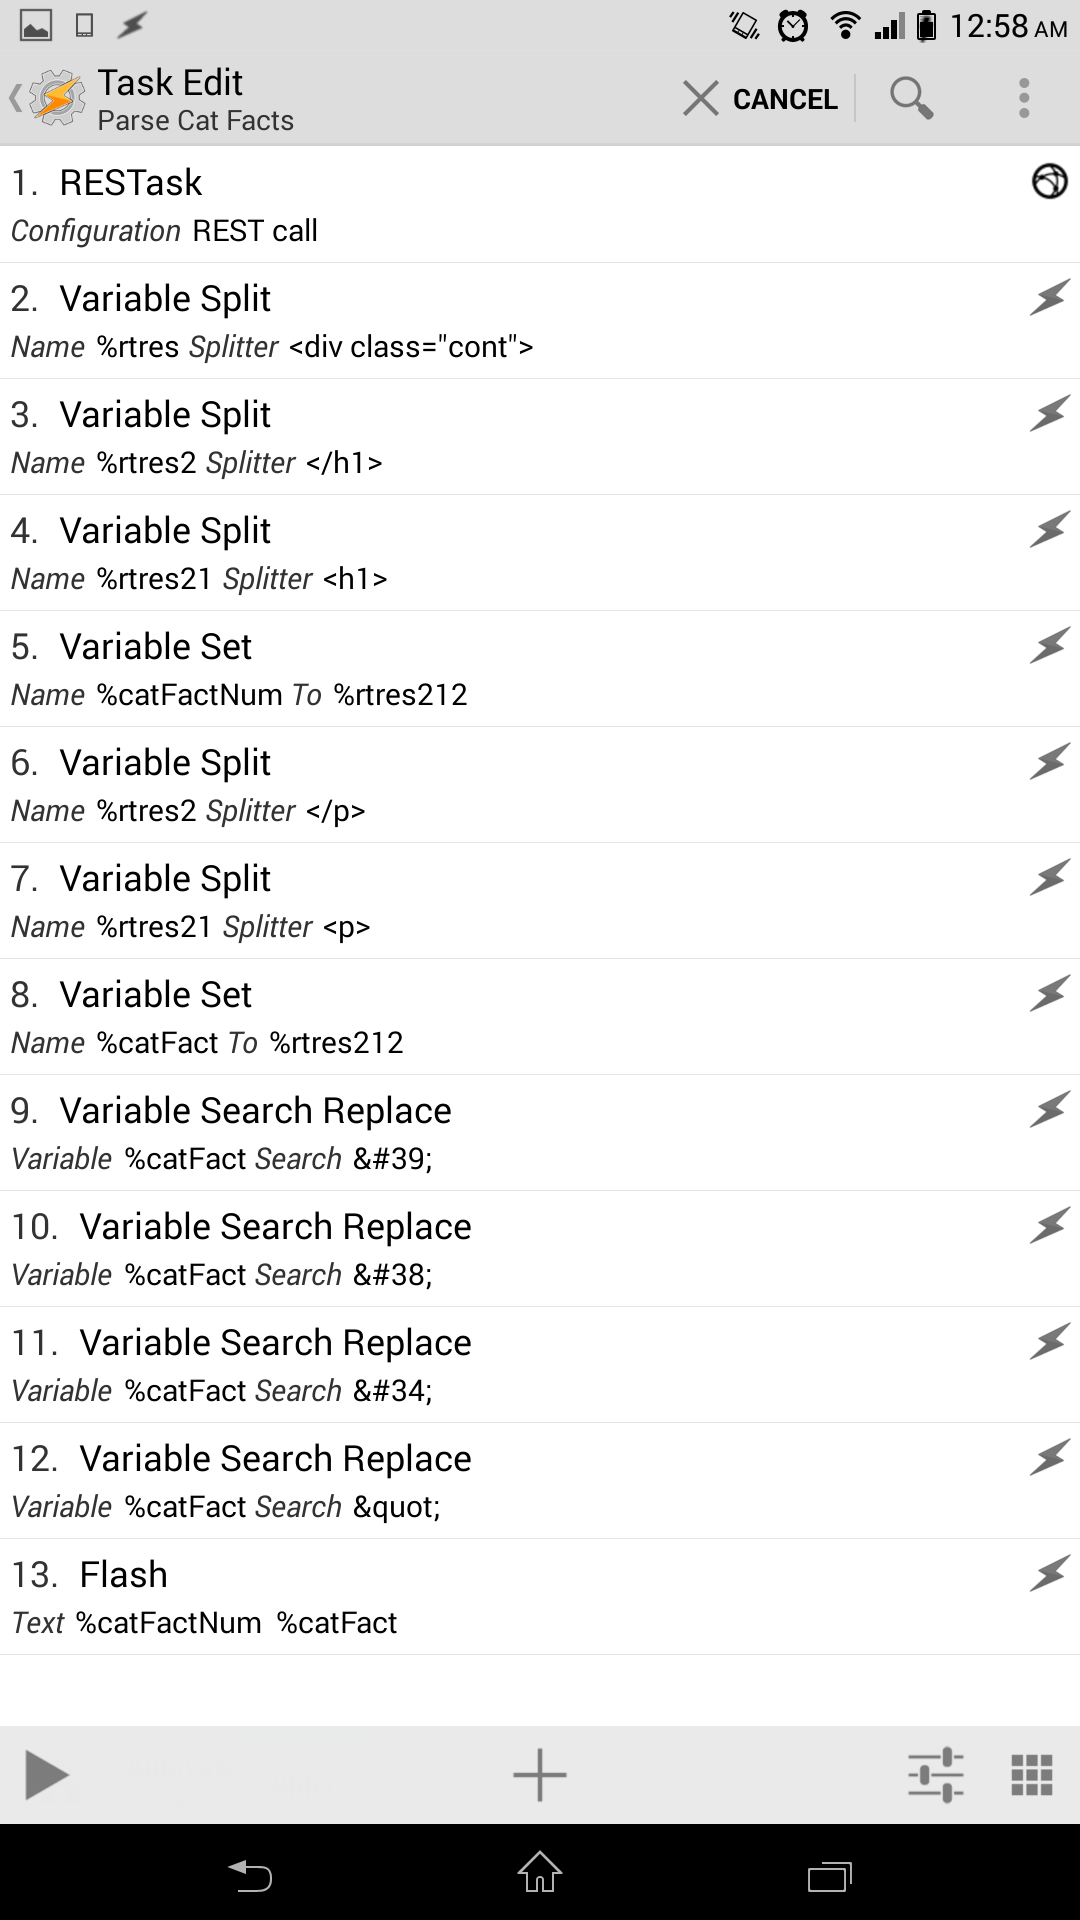 12:58 AM
Task Edit
Parse Cat Facts
CANCEL
1. RESTask
Configuration REST call
2. Variable Split
Name %rtres Splitter <div class="cont">
3. Variable Split
Name %rtres2 Splitter </h1>
4. Variable Split
Name %rtres21 Splitter <h1>
5. Variable Set
Name %catFactNum To %rtres212
6. Variable Split
Name %rtres2 Splitter </p>
7. Variable Split
Name %rtres21 Splitter <p>
8. Variable Set
Name %catFact To %rtres212
9. Variable Search Replace
Variable %catFact Search &#39;
10. Variable Search Replace
Variable %catFact Search &#38;
11. Variable Search Replace
Variable %catFact Search &#34;
12. Variable Search Replace
Variable %catFact Search &quot;
13. Flash
Text %catFactNum %catFact